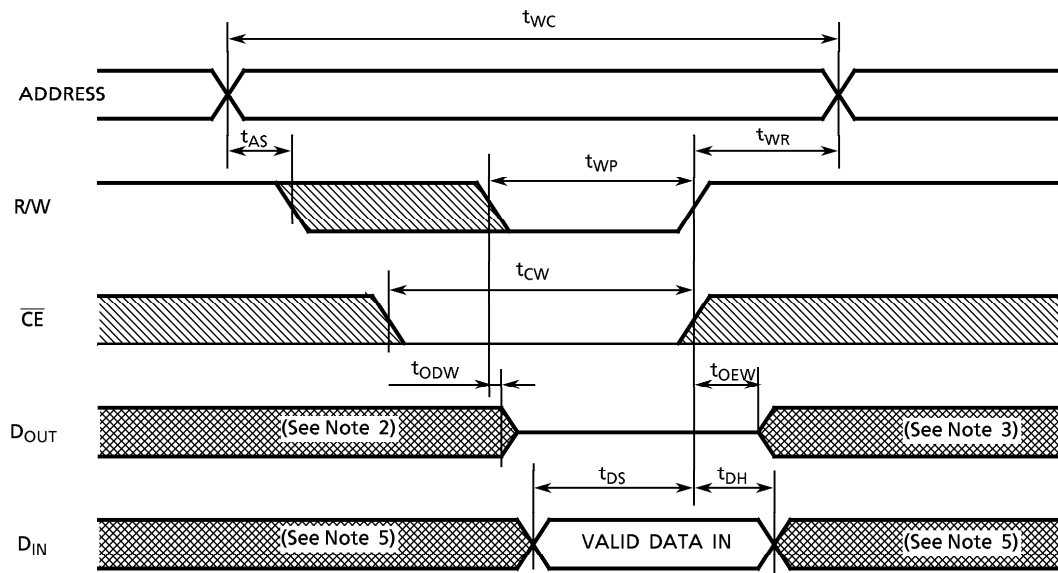 tWC
ADDRESS
tAS
tWR
tWP
R/W
tCW
CE
tODW
tOEW
DOUT
(See Note 2)
(See Note 3)
tDS
tDH
DIN
(See Note 5)
VALID DATA IN
(See Note 5)